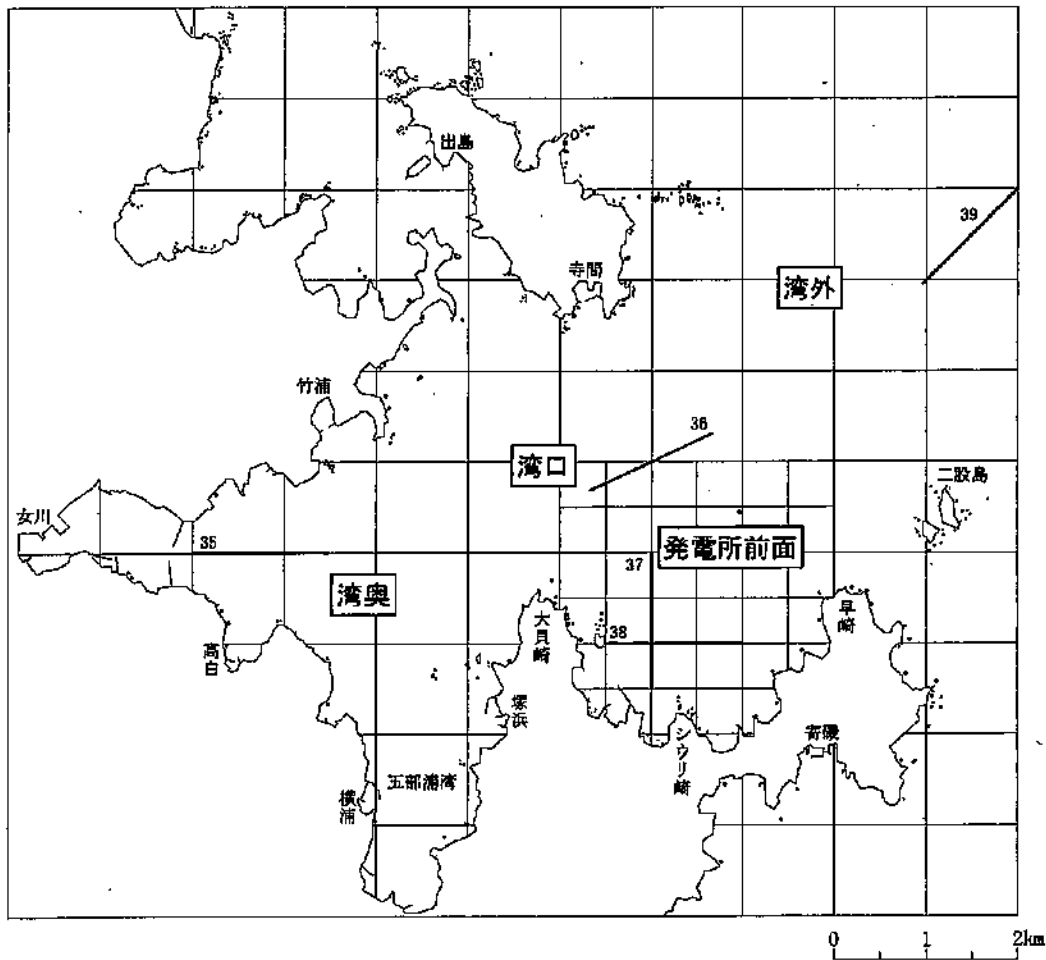 出島
39
寺間
湾外
竹浦
36
湾口
二股島
女川
35
発電所前面
37
湾奥
早崎
大貝崎
38
高白
塚浜
シウリ崎
寄磯
五部浦湾
横浦
0 1 2km